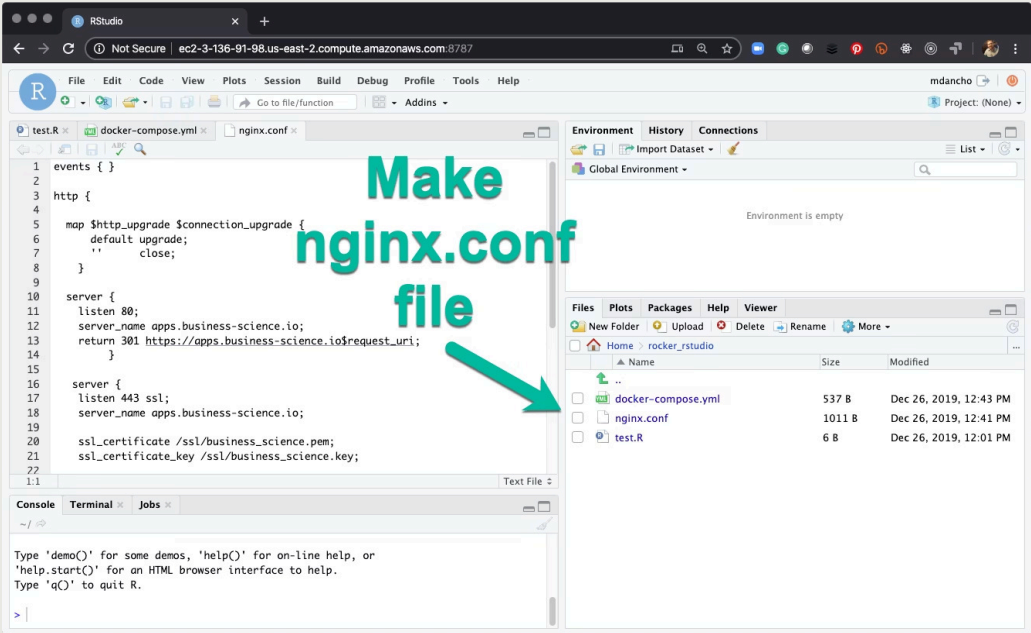 RStudio
Not Secure | ec2-3-136-91-98.us-east-2.compute.amazonaws.com:8787
R
File Edit Code View Plots Session Build Debug Profile Tools Help
mdancho
Go to file/function
Addins
Project: (None)
test.R
docker-compose.yml
nginx.conf
ABC
1 events { }
2
3 http {
4
5 map $http_upgrade $connection_upgrade {
6 default upgrade;
7 '' close;
8 }
9
10 server {
11 listen 80;
12 server_name apps.business-science.io;
13 return 301 https://apps.business-science.io$request_uri;
14 }
15
16 server {
17 listen 443 ssl;
18 server_name apps.business-science.io;
19
20 ssl_certificate /ssl/business_science.pem;
21 ssl_certificate_key /ssl/business_science.key;
22
1:1
Text File
Make
nginx.conf
file
Console Terminal Jobs
~/
Type 'demo()' for some demos, 'help()' for on-line help, or
'help.start()' for an HTML browser interface to help.
Type 'q()' to quit R.
>
Environment History Connections
Import Dataset
List
Global Environment
Environment is empty
Files Plots Packages Help Viewer
New Folder Upload Delete Rename More
Home > rocker_rstudio
...
Name Size Modified
..
docker-compose.yml 537 B Dec 26, 2019, 12:43 PM
nginx.conf 1011 B Dec 26, 2019, 12:41 PM
test.R 6 B Dec 26, 2019, 12:01 PM